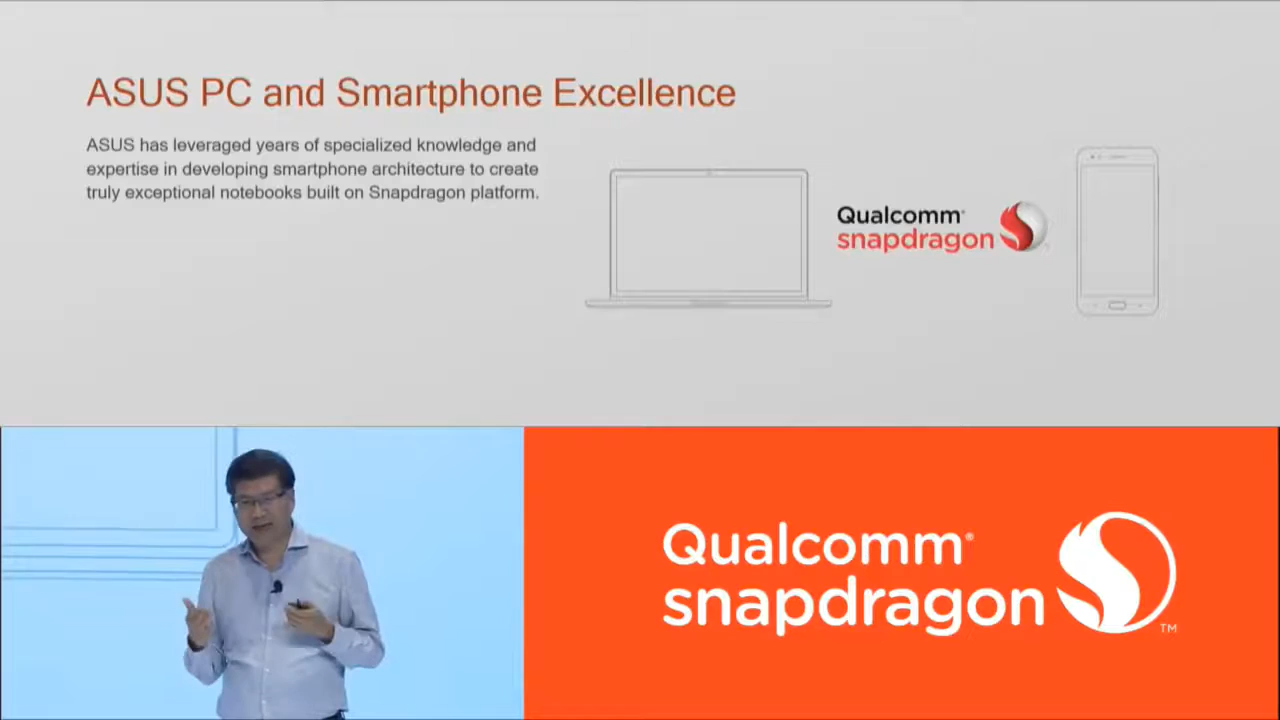 ASUS PC and Smartphone Excellence
ASUS has leveraged years of specialized knowledge and
expertise in developing smartphone architecture to create
truly exceptional notebooks built on Snapdragon platform.
Qualcomm
snapdragon
Qualcomm®
snapdragon
TM